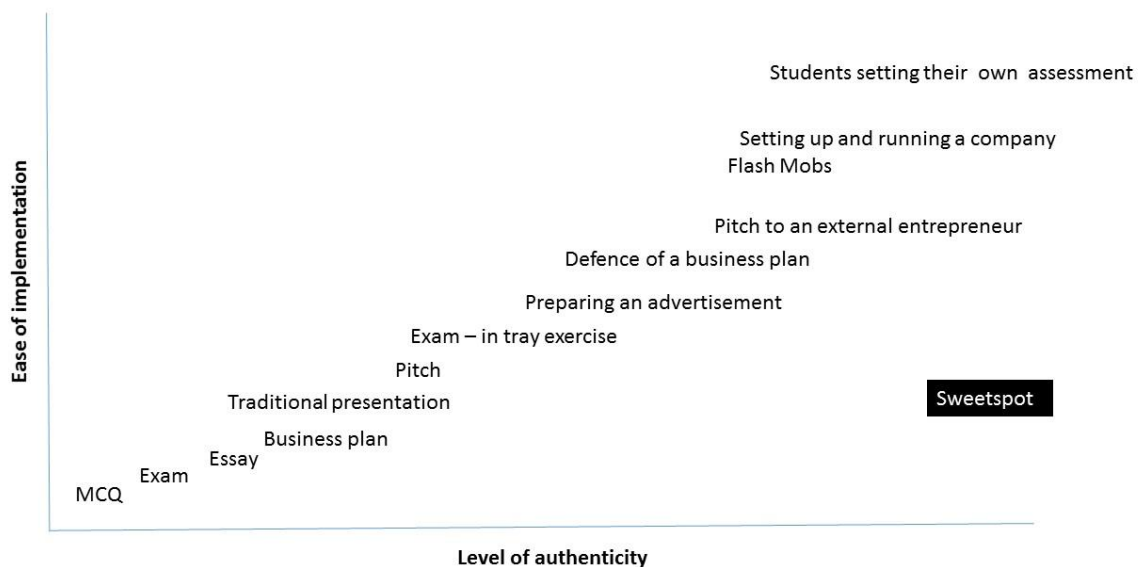 Students setting their own assessment
Setting up and running a company
Flash Mobs
Ease of implementation
Pitch to an external entrepreneur
Defence of a business plan
Preparing an advertisement
Exam – in tray exercise
Pitch
Traditional presentation
Sweetspot
Business plan
Essay
Exam
MCQ
Level of authenticity